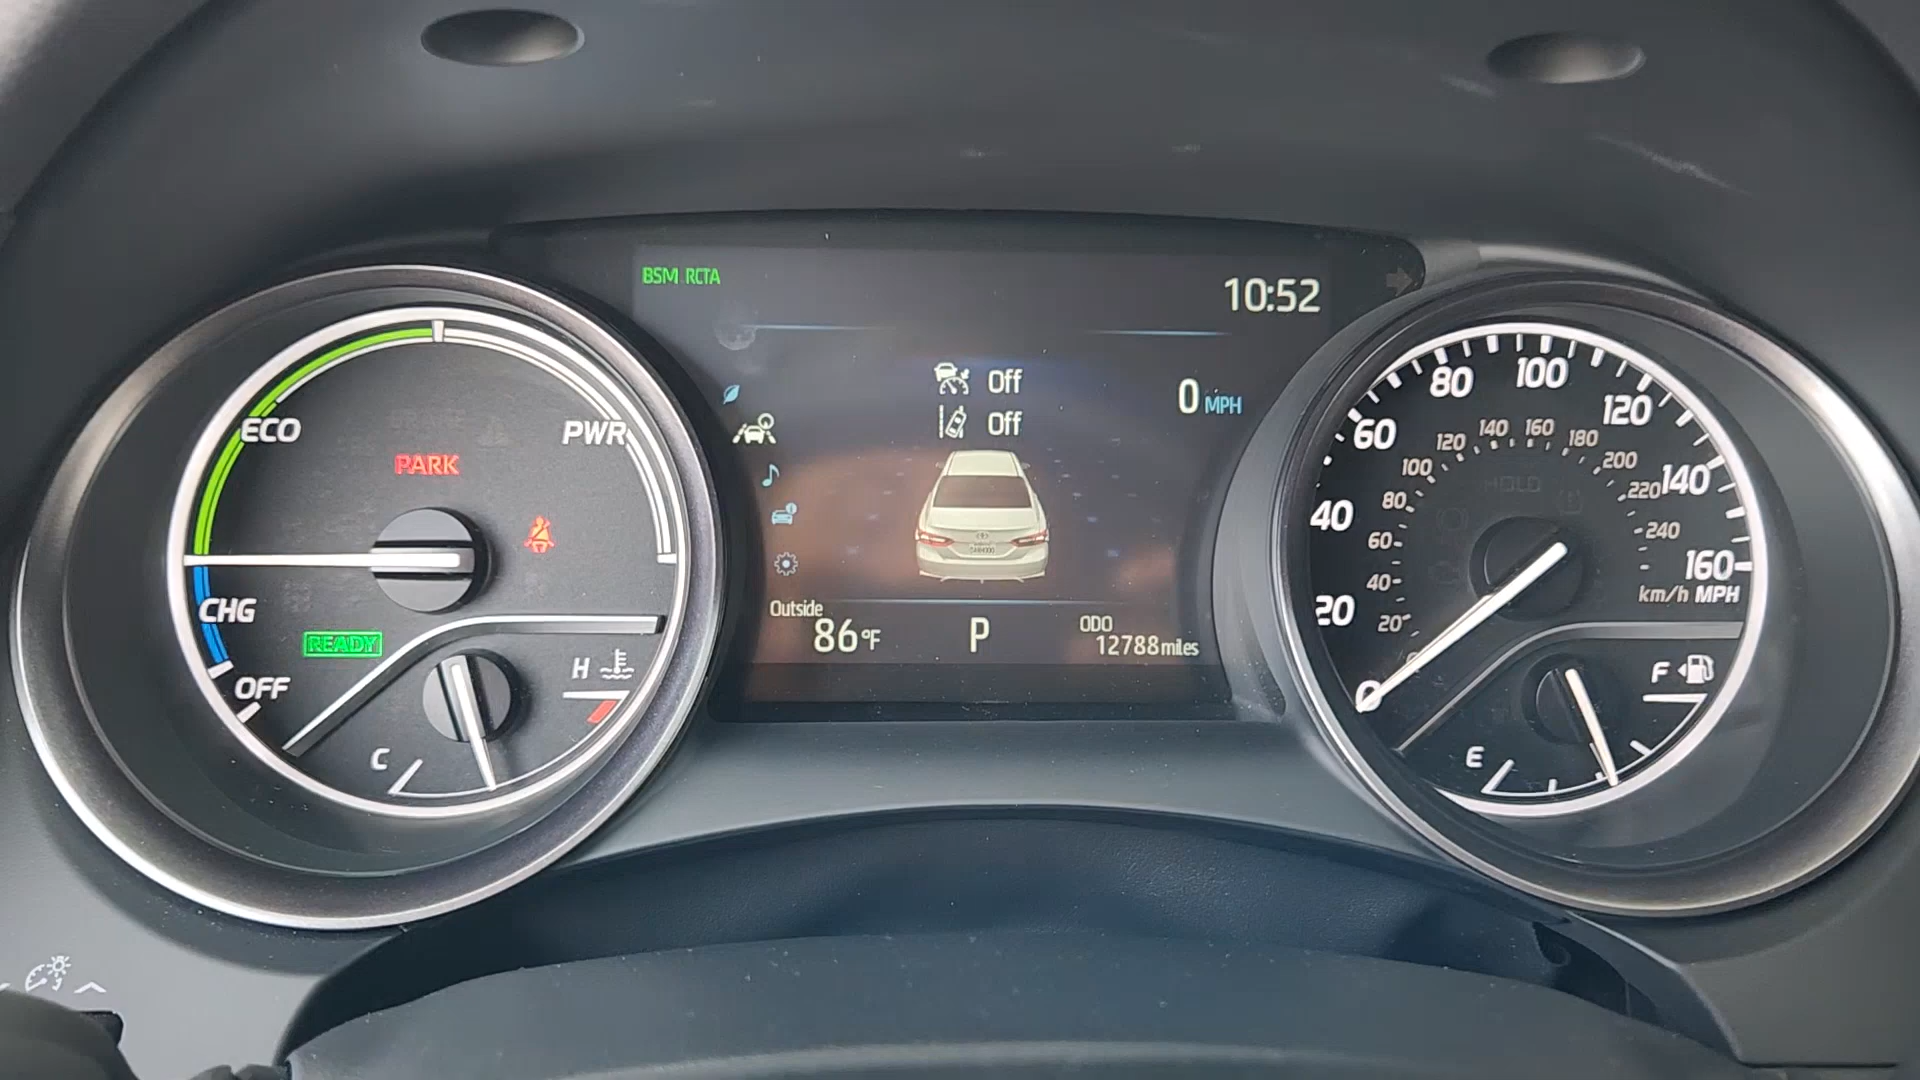 BSM RCTA
10:52
Off
Off
0 MPH
Outside
86°F
P
ODO
12788 miles
ECO
PWR
PARK
CHG
READY
OFF
H
C
0
20
40
60
80
100
120
140
160
20
40
60
80
100
120
140
160
180
200
220
240
km/h MPH
HOLD
F
E